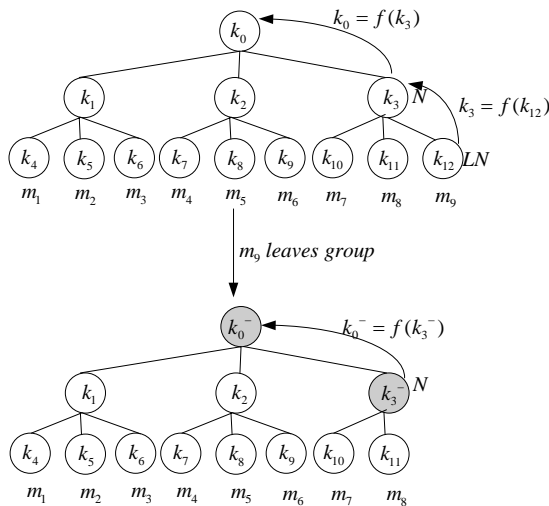 k₀ = f(k₃)
k₀
k₁ k₂ k₃ N
k₃ = f(k₁₂)
k₄ k₅ k₆ k₇ k₈ k₉ k₁₀ k₁₁ k₁₂ LN
m₁ m₂ m₃ m₄ m₅ m₆ m₇ m₈ m₉
m₉ leaves group
k₀⁻ k₀⁻ = f(k₃⁻)
k₁ k₂ k₃⁻ N
k₄ k₅ k₆ k₇ k₈ k₉ k₁₀ k₁₁
m₁ m₂ m₃ m₄ m₅ m₆ m₇ m₈